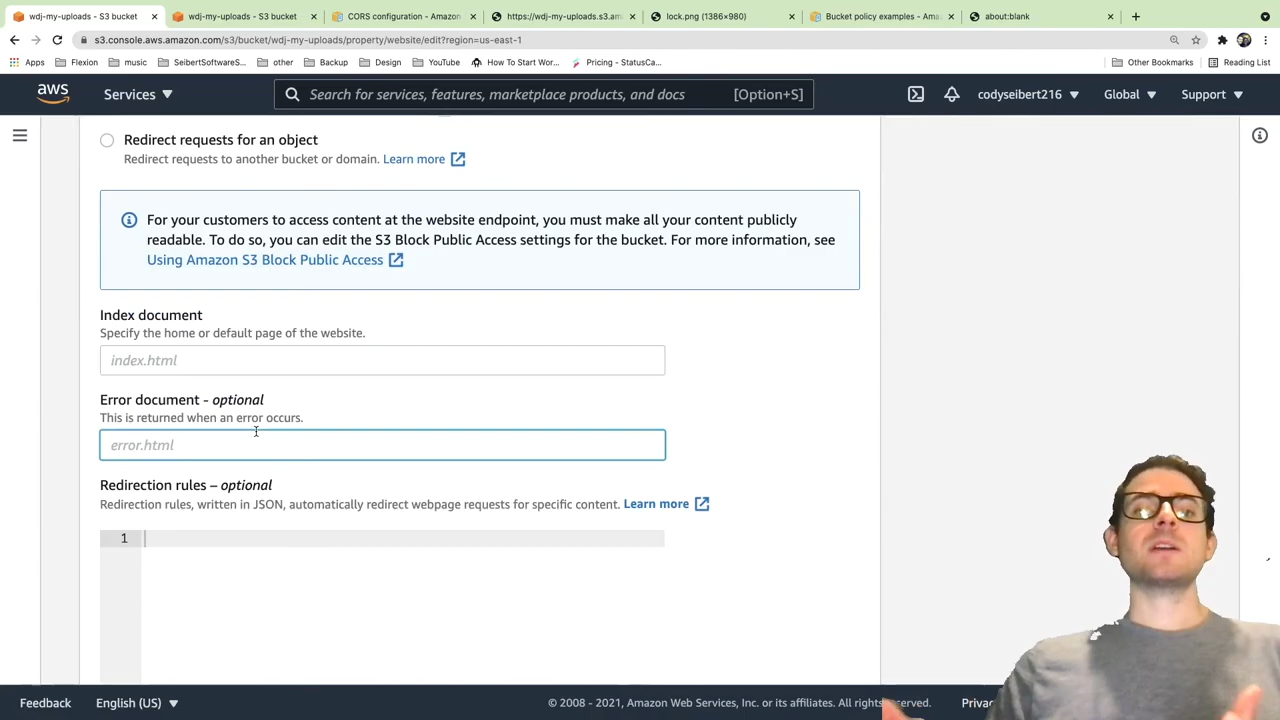 wdj-my-uploads - S3 bucket
wdj-my-uploads - S3 bucket
CORS configuration - Amazon
https://wdj-my-uploads.s3.am
lock.png (1386×980)
Bucket policy examples - Ama
about:blank
s3.console.aws.amazon.com/s3/bucket/wdj-my-uploads/property/website/edit?region=us-east-1
Apps
Flexion
music
SeibertSoftwareS...
other
Backup
Design
YouTube
How To Start Wor...
Pricing - StatusCa...
Other Bookmarks
Reading List
aws
Services
Search for services, features, marketplace products, and docs
[Option+S]
codyseibert216
Global
Support
Redirect requests for an object
Redirect requests to another bucket or domain. Learn more
For your customers to access content at the website endpoint, you must make all your content publicly
readable. To do so, you can edit the S3 Block Public Access settings for the bucket. For more information, see
Using Amazon S3 Block Public Access
Index document
Specify the home or default page of the website.
index.html
Error document - optional
This is returned when an error occurs.
error.html
Redirection rules – optional
Redirection rules, written in JSON, automatically redirect webpage requests for specific content. Learn more
1
Feedback
English (US)
© 2008 - 2021, Amazon Web Services, Inc. or its affiliates. All rights reserved.